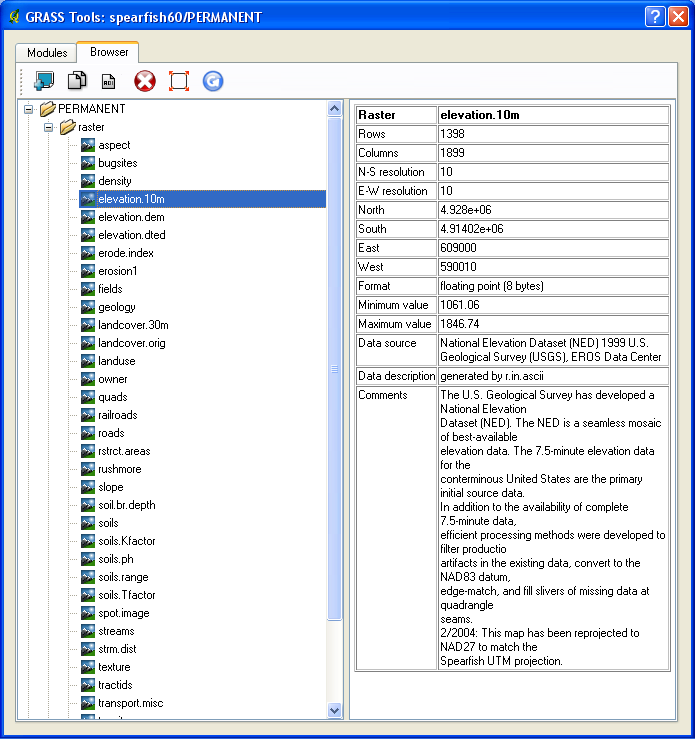 GRASS Tools: spearfish60/PERMANENT
Modules
Browser
PERMANENT
raster
aspect
bugsites
density
elevation.10m
elevation.dem
elevation.dted
erode.index
erosion1
fields
geology
landcover.30m
landcover.orig
landuse
owner
quads
railroads
roads
rstrct.areas
rushmore
slope
soil.br.depth
soils
soils.Kfactor
soils.ph
soils.range
soils.Tfactor
spot.image
streams
strm.dist
texture
tractids
transport.misc
Raster elevation.10m
Rows 1398
Columns 1899
N-S resolution 10
E-W resolution 10
North 4.928e+06
South 4.91402e+06
East 609000
West 590010
Format floating point (8 bytes)
Minimum value 1061.06
Maximum value 1846.74
Data source National Elevation Dataset (NED) 1999 U.S.
Geological Survey (USGS), EROS Data Center
Data description generated by r.in.ascii
Comments The U.S. Geological Survey has developed a
National Elevation
Dataset (NED). The NED is a seamless mosaic
of best-available
elevation data. The 7.5-minute elevation data
for the
conterminous United States are the primary
initial source data.
In addition to the availability of complete
7.5-minute data,
efficient processing methods were developed to
filter productio
artifacts in the existing data, convert to the
NAD83 datum,
edge-match, and fill slivers of missing data at
quadrangle
seams.
2/2004: This map has been reprojected to
NAD27 to match the
Spearfish UTM projection.